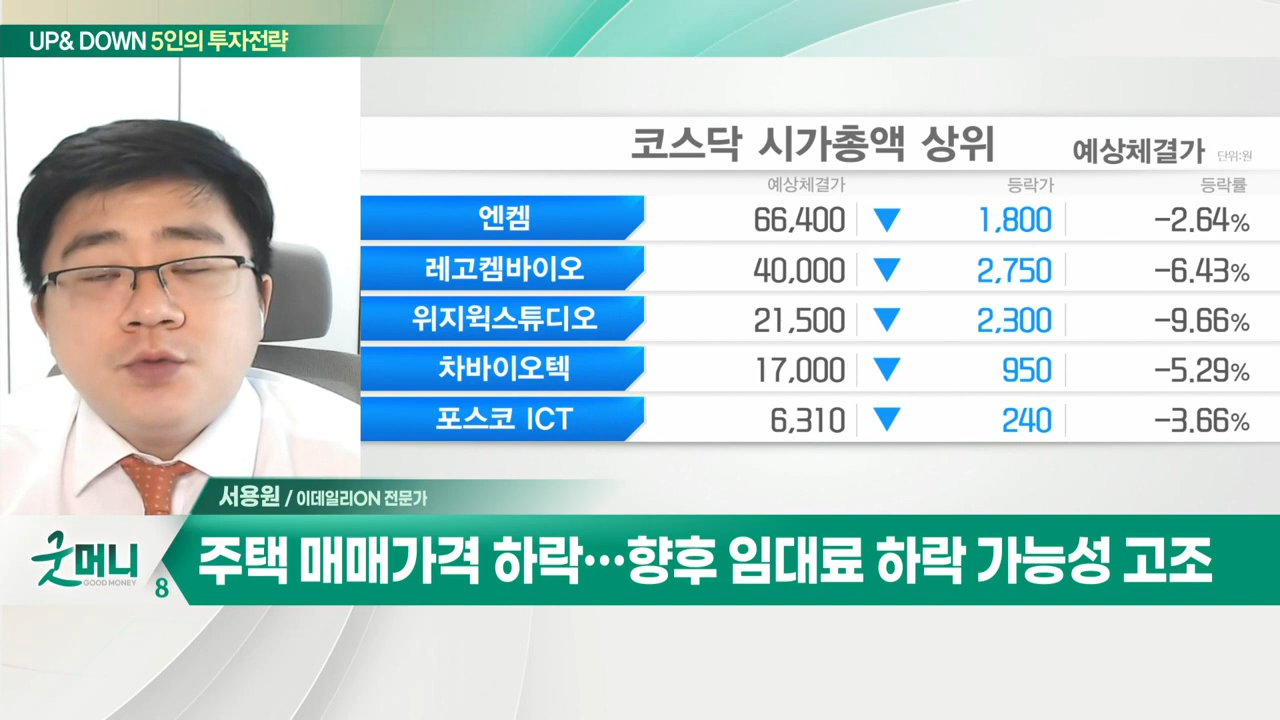 UP& DOWN 5인의 투자전략
코스닥 시가총액 상위 예상체결가 단위:원
예상체결가 등락가 등락률
엔켐 66,400 ▼ 1,800 -2.64%
레고켐바이오 40,000 ▼ 2,750 -6.43%
위지윅스튜디오 21,500 ▼ 2,300 -9.66%
차바이오텍 17,000 ▼ 950 -5.29%
포스코 ICT 6,310 ▼ 240 -3.66%
서용원 / 이데일리ON 전문가
굿머니
GOOD MONEY
8
주택 매매가격 하락…향후 임대료 하락 가능성 고조